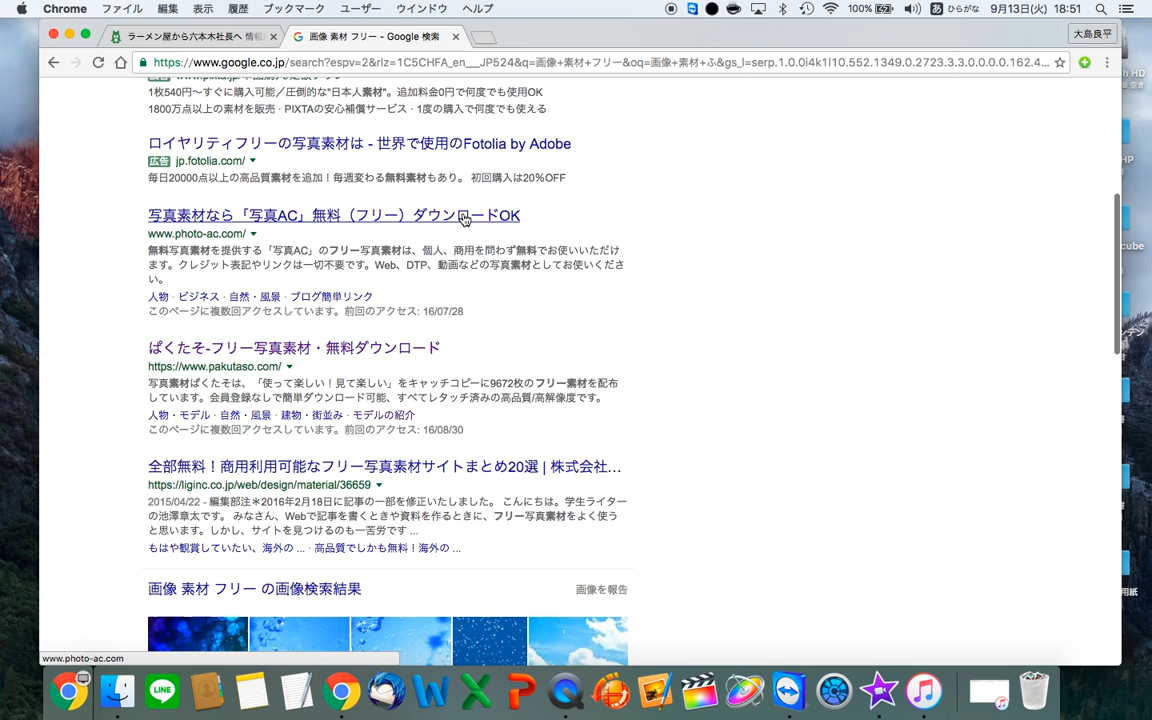 Chrome ファイル 編集 表示 履歴 ブックマーク ユーザー ウインドウ ヘルプ 100% あ ひらがな 9月13日(火) 18:51
ラーメン屋から六本木社長へ 情報 画像 素材 フリー - Google 検索 大島良平
https://www.google.co.jp/search?espv=2&rlz=1C5CHFA_en___JP524&q=画像+素材+フリー&oq=画像+素材+ふ&gs_l=serp.1.0.0i4k1l10.552.1349.0.2723.3.3.0.0.0.0.162.4...
1枚540円〜すぐに購入可能／圧倒的な"日本人素材"。追加料金0円で何度でも使用OK
1800万点以上の素材を販売 · PIXTAの安心補償サービス · 1度の購入で何度でも使える
ロイヤリティフリーの写真素材は - 世界で使用のFotolia by Adobe
広告 jp.fotolia.com/
毎日20000点以上の高品質素材を追加！毎週変わる無料素材もあり。 初回購入は20%OFF
写真素材なら「写真AC」無料（フリー）ダウンロードOK
www.photo-ac.com/
無料写真素材を提供する「写真AC」のフリー写真素材は、個人、商用を問わず無料でお使いいただけ
ます。クレジット表記やリンクは一切不要です。Web、DTP、動画などの写真素材としてお使いくださ
い。
人物 · ビジネス · 自然・風景 · ブログ簡単リンク
このページに複数回アクセスしています。前回のアクセス: 16/07/28
ぱくたそ-フリー写真素材・無料ダウンロード
https://www.pakutaso.com/
写真素材ぱくたそは、「使って楽しい！見て楽しい」をキャッチコピーに9672枚のフリー素材を配布
しています。会員登録なしで簡単ダウンロード可能、すべてレタッチ済みの高品質/高解像度です。
人物・モデル · 自然・風景 · 建物・街並み · モデルの紹介
このページに複数回アクセスしています。前回のアクセス: 16/08/30
全部無料！商用利用可能なフリー写真素材サイトまとめ20選 | 株式会社...
https://liginc.co.jp/web/design/material/36659
2015/04/22 - 編集部注＊2016年2月18日に記事の一部を修正いたしました。 こんにちは。学生ライター
の池澤章太です。 みなさん、Webで記事を書くときや資料を作るときに、フリー写真素材をよく使う
と思います。しかし、サイトを見つけるのも一苦労です ...
もはや観賞していたい、海外の ... · 高品質でしかも無料！海外の ...
画像 素材 フリー の画像検索結果 画像を報告
www.photo-ac.com
HD
HP
cube
用紙
LINE